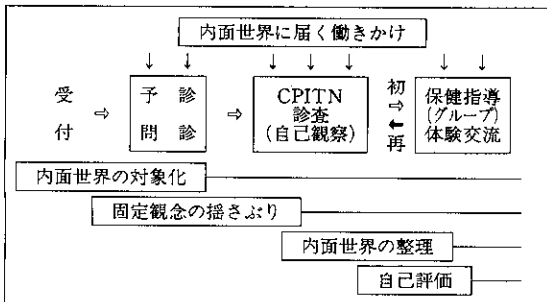 内面世界に届く働きかけ
↓ ↓ ↓ ↓ ↓ ↓ ↓
受付 ⇨ 予診 問診 ⇨ CPITN 診査 (自己観察) 初 ⇨ ← 再 保健指導 (グループ) 体験交流
内面世界の対象化
固定観念の揺さぶり
内面世界の整理
自己評価